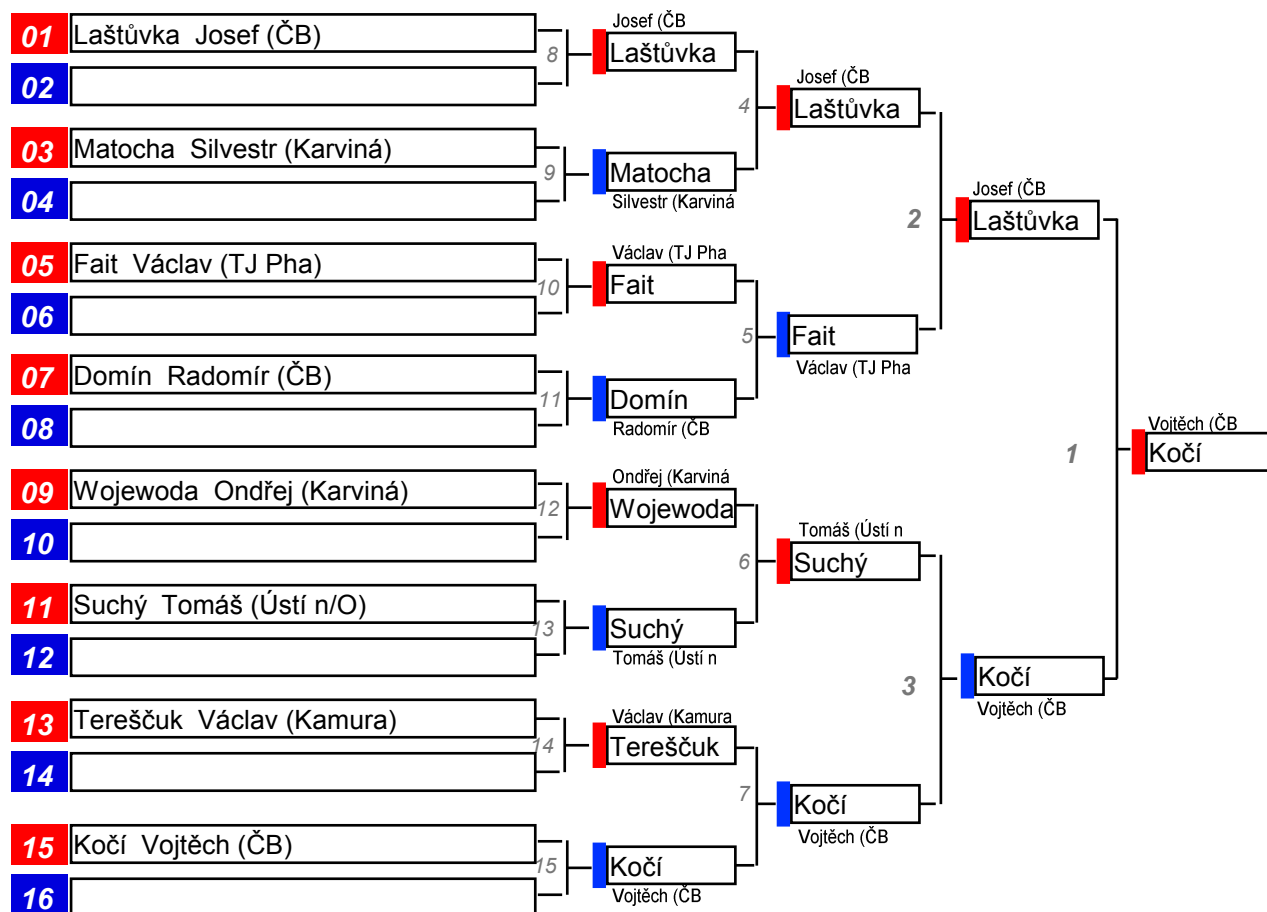 01 Laštůvka Josef (ČB)
02
03 Matocha Silvestr (Karviná)
04
05 Fait Václav (TJ Pha)
06
07 Domín Radomír (ČB)
08
09 Wojewoda Ondřej (Karviná)
10
11 Suchý Tomáš (Ústí n/O)
12
13 Tereščuk Václav (Kamura)
14
15 Kočí Vojtěch (ČB)
16
8
9
10
11
12
13
14
15
Josef (ČB
Laštůvka
Matocha
Silvestr (Karviná
Václav (TJ Pha
Fait
Domín
Radomír (ČB
Ondřej (Karviná
Wojewoda
Suchý
Tomáš (Ústí n
Václav (Kamura
Tereščuk
Kočí
Vojtěch (ČB
4
5
6
7
Josef (ČB
Laštůvka
Fait
Václav (TJ Pha
Tomáš (Ústí n
Suchý
Kočí
Vojtěch (ČB
2
3
Josef (ČB
Laštůvka
Kočí
Vojtěch (ČB
1
Vojtěch (ČB
Kočí